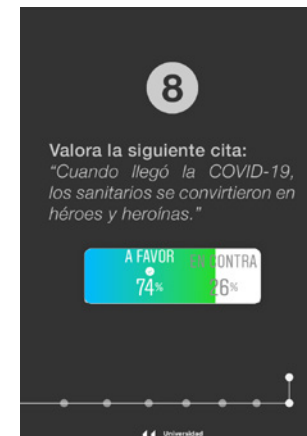 8
Valora la siguiente cita:
“Cuando llegó la COVID-19,
los sanitarios se convirtieron en
héroes y heroínas.”
A FAVOR EN CONTRA
74% 26%
Universidad